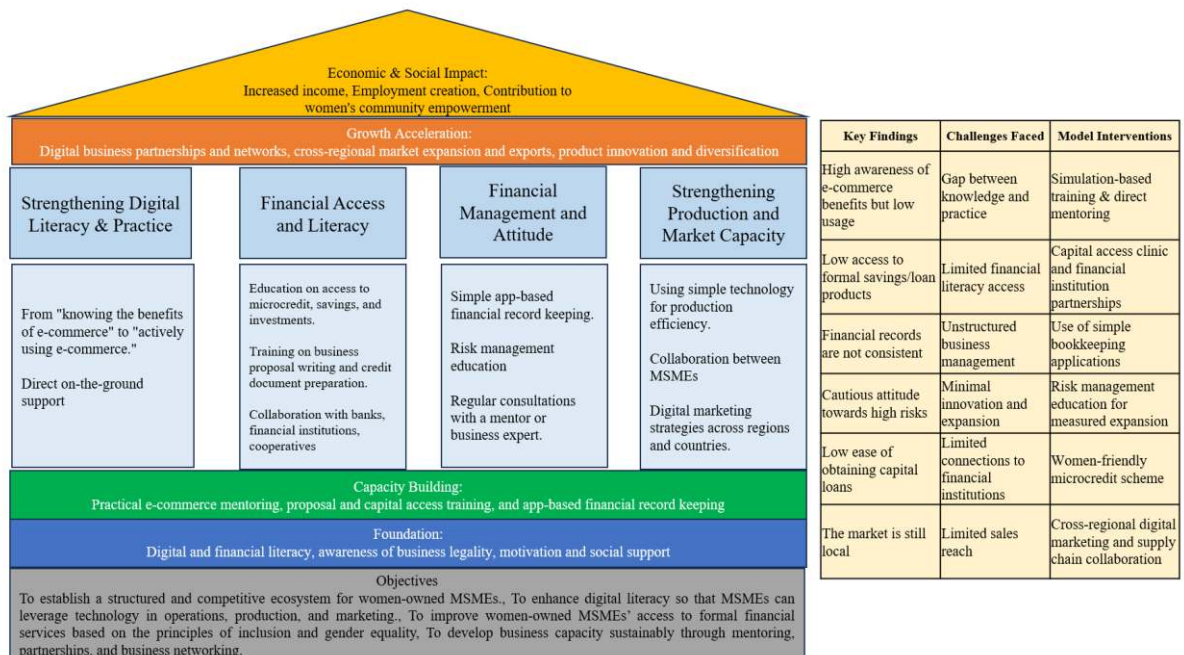 Economic & Social Impact:
Increased income, Employment creation, Contribution to
women's community empowerment
Growth Acceleration:
Digital business partnerships and networks, cross-regional market expansion and exports, product innovation and diversification
Strengthening Digital
Literacy & Practice
Financial Access
and Literacy
Financial
Management and
Attitude
Strengthening
Production and
Market Capacity
From "knowing the benefits
of e-commerce" to "actively
using e-commerce."
Direct on-the-ground
support
Education on access to
microcredit, savings, and
investments.
Training on business
proposal writing and credit
document preparation.
Collaboration with banks,
financial institutions,
cooperatives
Simple app-based
financial record keeping.
Risk management
education
Regular consultations
with a mentor or
business expert.
Using simple technology
for production
efficiency.
Collaboration between
MSMEs
Digital marketing
strategies across regions
and countries.
Capacity Building:
Practical e-commerce mentoring, proposal and capital access training, and app-based financial record keeping
Foundation:
Digital and financial literacy, awareness of business legality, motivation and social support
Objectives
To establish a structured and competitive ecosystem for women-owned MSMEs., To enhance digital literacy so that MSMEs can
leverage technology in operations, production, and marketing., To improve women-owned MSMEs' access to formal financial
services based on the principles of inclusion and gender equality, To develop business capacity sustainably through mentoring,
partnerships, and business networking.
Key Findings
Challenges Faced
Model Interventions
High awareness of
e-commerce
benefits but low
usage
Gap between
knowledge and
practice
Simulation-based
training & direct
mentoring
Low access to
formal savings/loan
products
Limited financial
literacy access
Capital access clinic
and financial
institution
partnerships
Financial records
are not consistent
Unstructured
business
management
Use of simple
bookkeeping
applications
Cautious attitude
towards high risks
Minimal
innovation and
expansion
Risk management
education for
measured expansion
Low ease of
obtaining capital
loans
Limited
connections to
financial
institutions
Women-friendly
microcredit scheme
The market is still
local
Limited sales
reach
Cross-regional digital
marketing and supply
chain collaboration